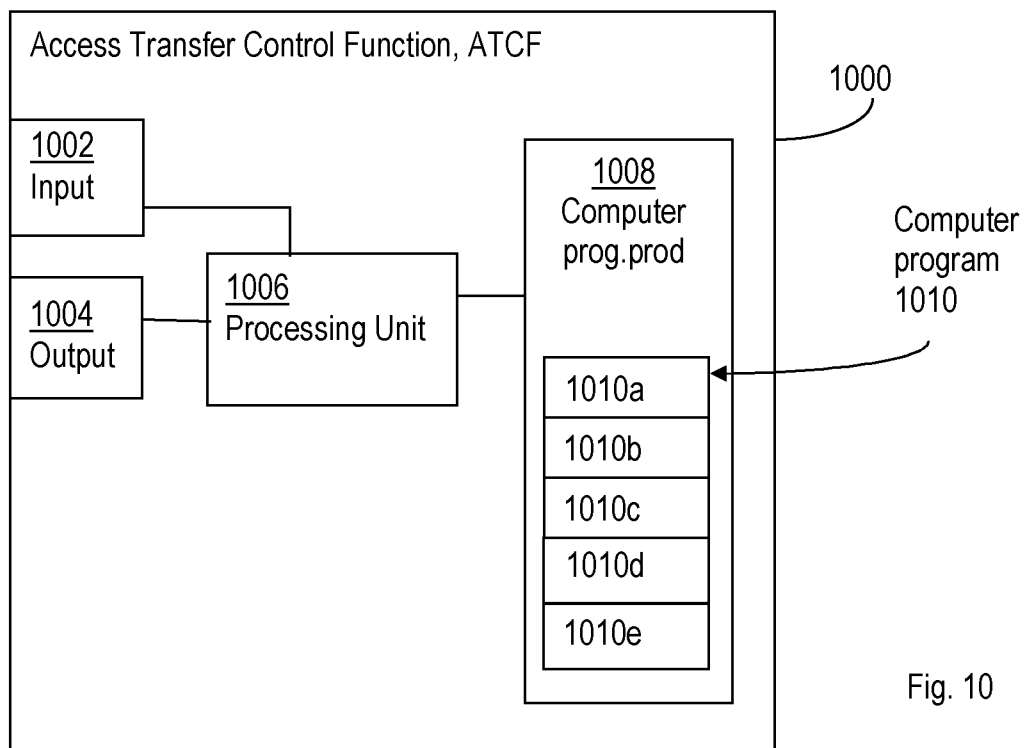 Access Transfer Control Function, ATCF
1000
1002
Input
1004
Output
1006
Processing Unit
1008
Computer
prog.prod
Computer
program
1010
1010a
1010b
1010c
1010d
1010e
Fig. 10